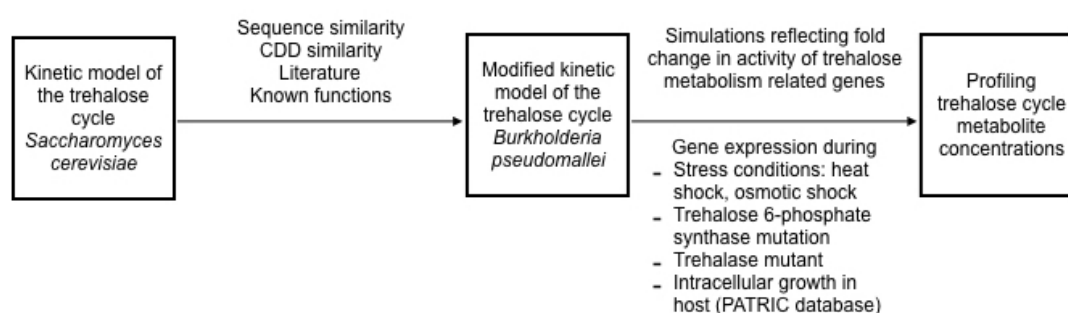 Kinetic model of
the trehalose
cycle
Saccharomyces
cerevisiae
Sequence similarity
CDD similarity
Literature
Known functions
Modified kinetic
model of the
trehalose cycle
Burkholderia
pseudomallei
Simulations reflecting fold
change in activity of trehalose
metabolism related genes
Gene expression during
- Stress conditions: heat
shock, osmotic shock
- Trehalose 6-phosphate
synthase mutation
- Trehalase mutant
- Intracellular growth in
host (PATRIC database)
Profiling
trehalose cycle
metabolite
concentrations